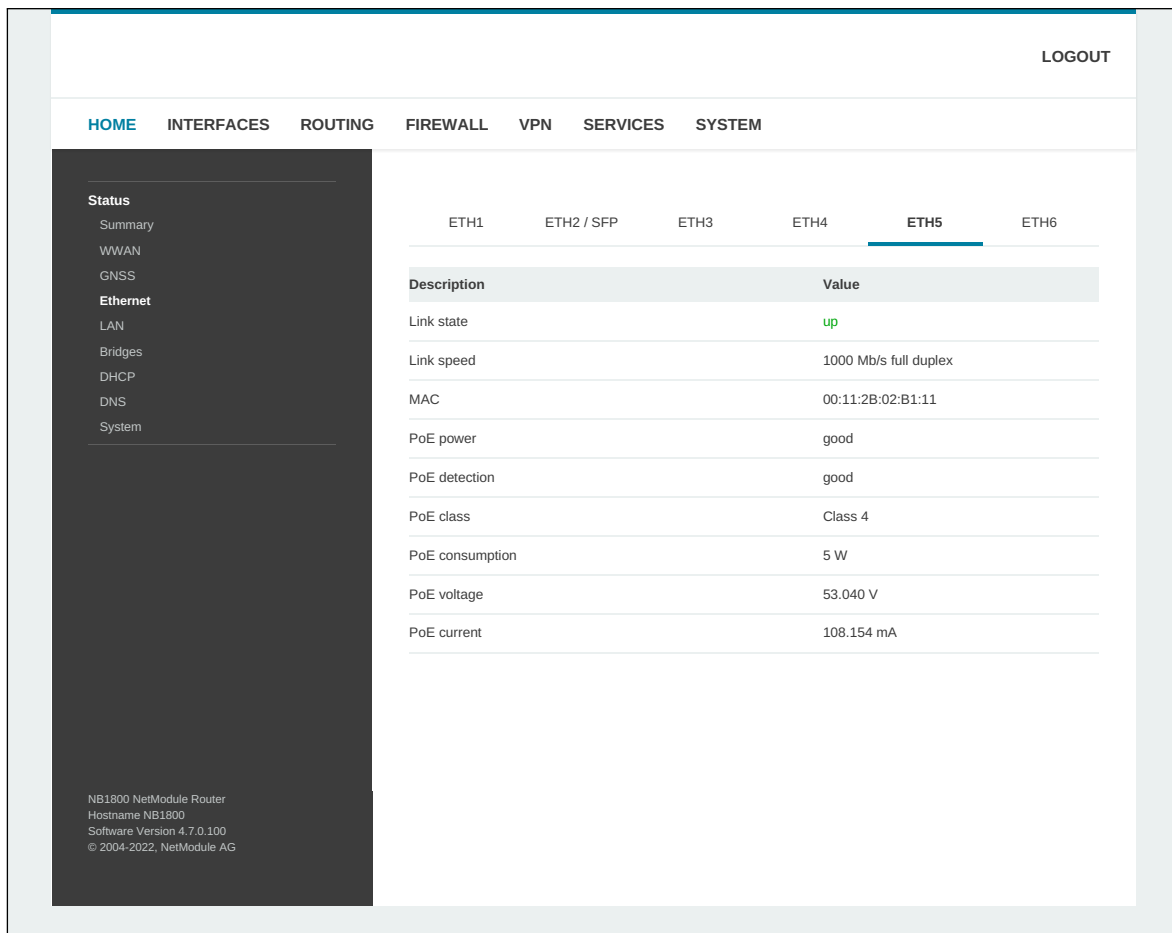 LOGOUT
HOME INTERFACES ROUTING FIREWALL VPN SERVICES SYSTEM
Status
Summary
WWAN
GNSS
Ethernet
LAN
Bridges
DHCP
DNS
System
NB1800 NetModule Router
Hostname NB1800
Software Version 4.7.0.100
© 2004-2022, NetModule AG
ETH1 ETH2 / SFP ETH3 ETH4 ETH5 ETH6
Description Value
Link state up
Link speed 1000 Mb/s full duplex
MAC 00:11:2B:02:B1:11
PoE power good
PoE detection good
PoE class Class 4
PoE consumption 5 W
PoE voltage 53.040 V
PoE current 108.154 mA